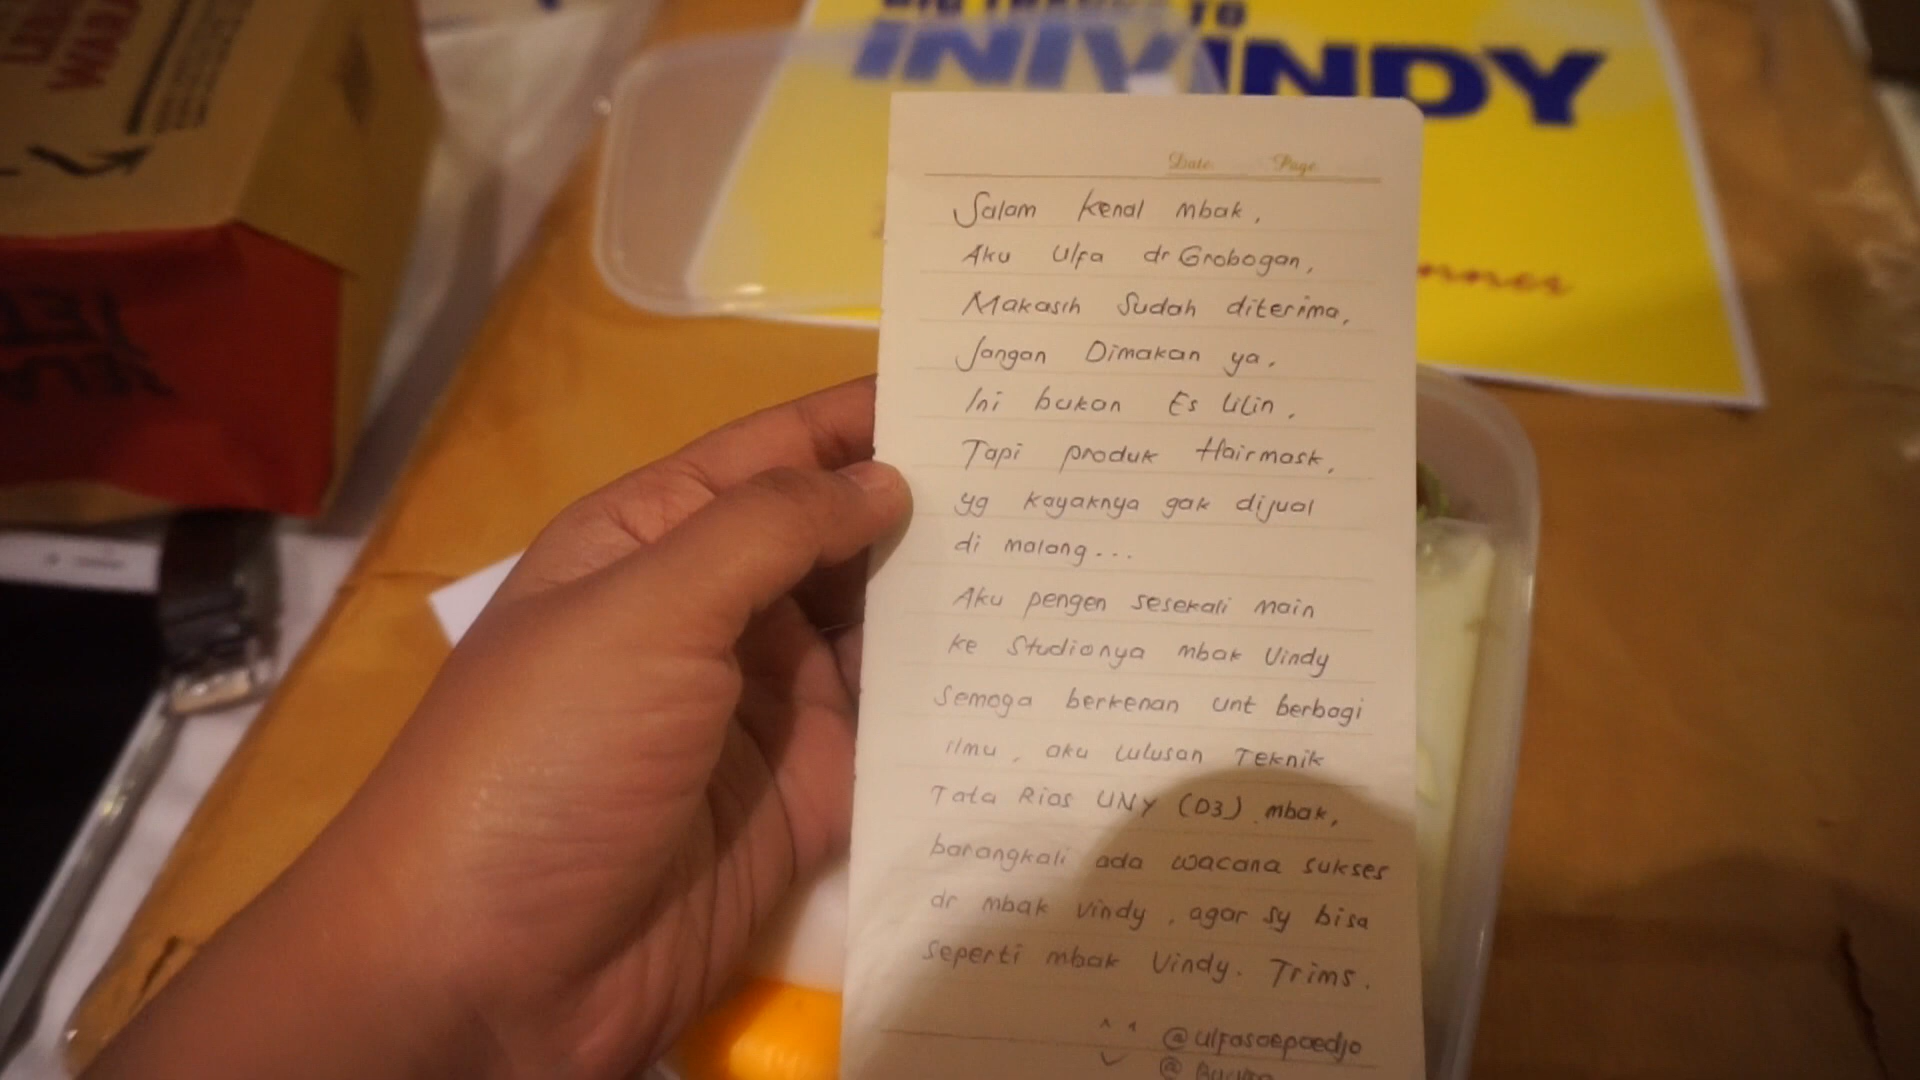 TO
INIVINDY
Date Page
Salam kenal mbak,
Aku Ulfa dr Grobogan,
Makasih Sudah diterima,
Jangan Dimakan ya.
Ini bukan Es Lilin,
Tapi produk Hairmask,
yg kayaknya gak dijual
di malang...
Aku pengen sesekali main
ke Studionya mbak Vindy
Semoga berkenan unt berbagi
ilmu, aku lulusan Teknik
Tata Rias UNY (D3) mbak,
barangkali ada wacana sukses
dr mbak Vindy, agar sy bisa
seperti mbak Vindy. Trims.
@ulfasoepoedjo